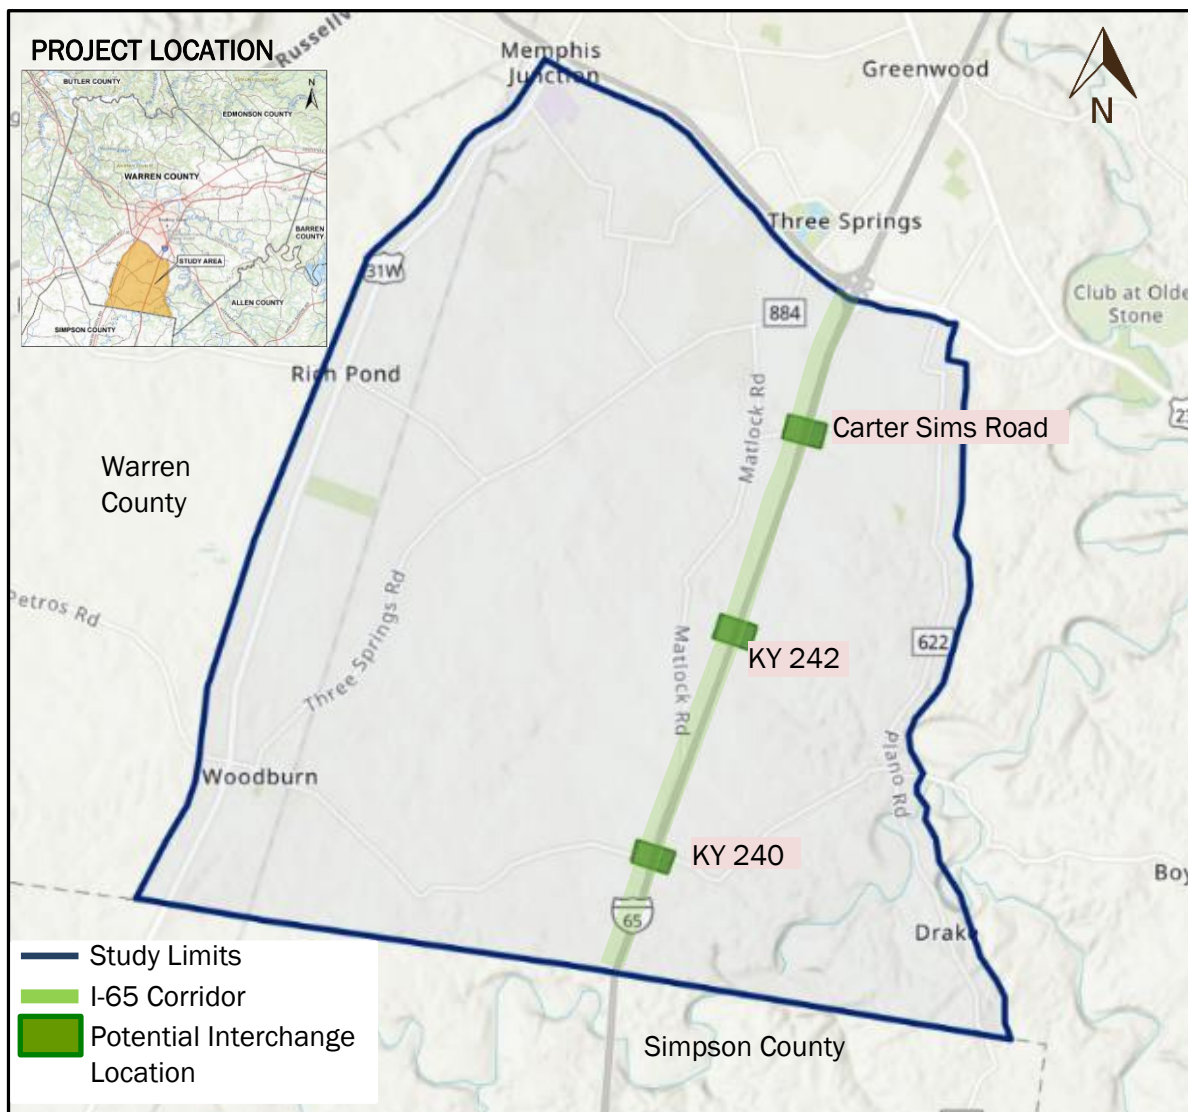 PROJECT LOCATION
BUTLER COUNTY
N
EDMONSON COUNTY
WARREN COUNTY
BARREN
COUNTY
STUDY AREA
ALLEN COUNTY
SIMPSON COUNTY
Memphis
Junction
Greenwood
N
Three Springs
31W
884
Club at Olde
Stone
Rich Pond
Matlock Rd
Carter Sims Road
Warren
County
Petros Rd
Three Springs Rd
Matlock Rd
622
KY 242
Woodburn
Plano Rd
KY 240
65
Drake
Study Limits
I-65 Corridor
Potential Interchange
Location
Simpson County